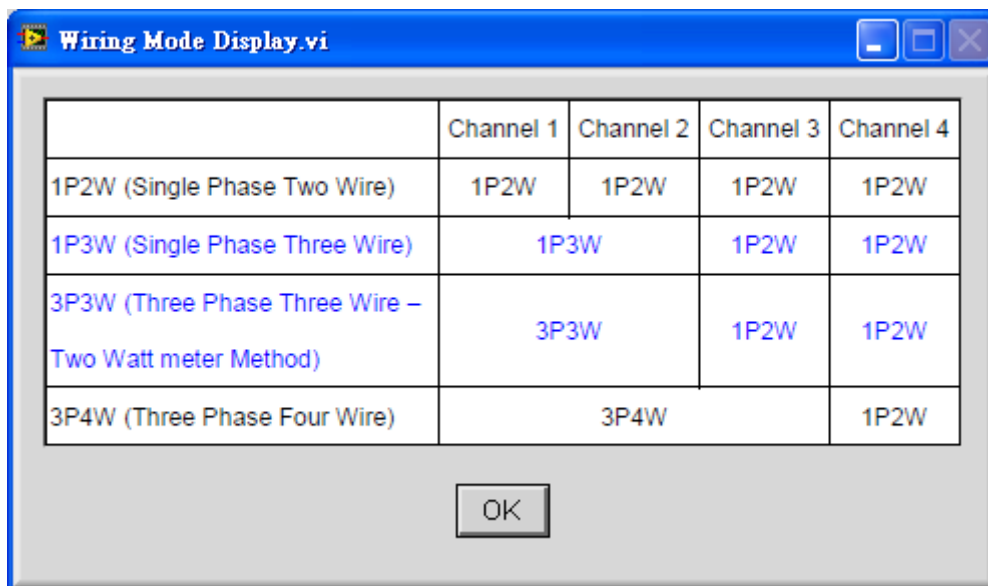 Wiring Mode Display.vi
Channel 1 Channel 2 Channel 3 Channel 4
1P2W (Single Phase Two Wire) 1P2W 1P2W 1P2W 1P2W
1P3W (Single Phase Three Wire) 1P3W 1P2W 1P2W
3P3W (Three Phase Three Wire –
Two Watt meter Method) 3P3W 1P2W 1P2W
3P4W (Three Phase Four Wire) 3P4W 1P2W
OK